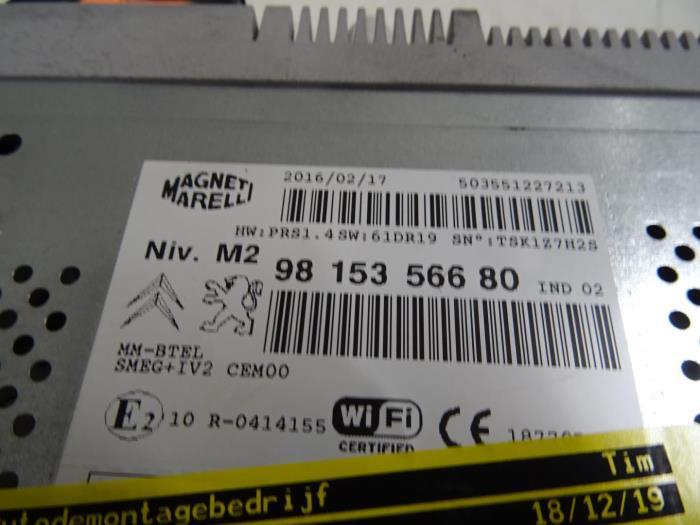 MAGNETI MARELLI
2016/02/17 503551227213
HW:PRS1.4 SW:61DR19 SN°:TSK1Z7H2S
Niv. M2
98 153 566 80 IND 02
MM-BTEL
SMEG+IV2 CEM00
E2 10 R-0414155 WiFi CE
CERTIFIED
Tim
utodemontagebedrijf
18/12/19